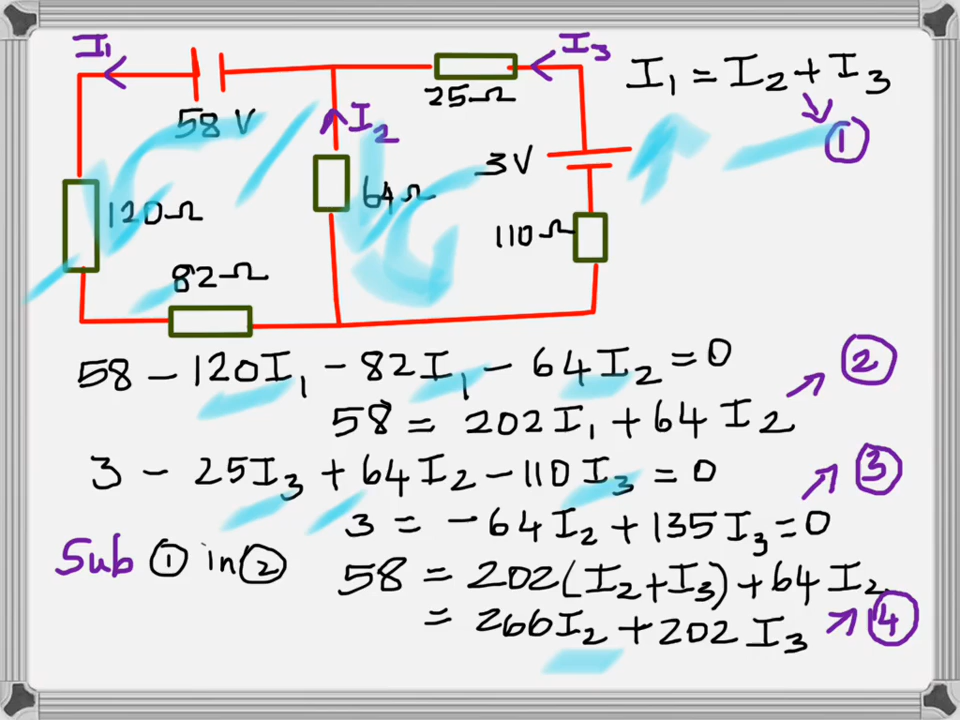 I₁ I₃
58 V 25Ω I₁ = I₂ + I₃
I₂ 1
3V
120Ω 64Ω
110Ω
82Ω
58 - 120I₁ - 82I₁ - 64I₂ = 0
2
58 = 202I₁ + 64I₂
3 - 25I₃ + 64I₂ - 110I₃ = 0
3
3 = -64I₂ + 135I₃ = 0
Sub ① in ② 58 = 202(I₂+I₃) + 64I₂
= 266I₂ + 202I₃ 4